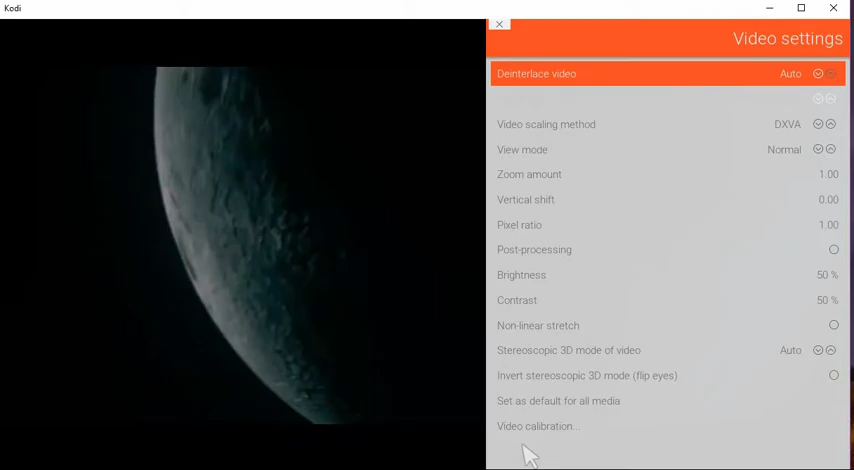 Kodi
Video settings
Deinterlace video Auto
Video scaling method DXVA
View mode Normal
Zoom amount 1.00
Vertical shift 0.00
Pixel ratio 1.00
Post-processing
Brightness 50 %
Contrast 50 %
Non-linear stretch
Stereoscopic 3D mode of video Auto
Invert stereoscopic 3D mode (flip eyes)
Set as default for all media
Video calibration...